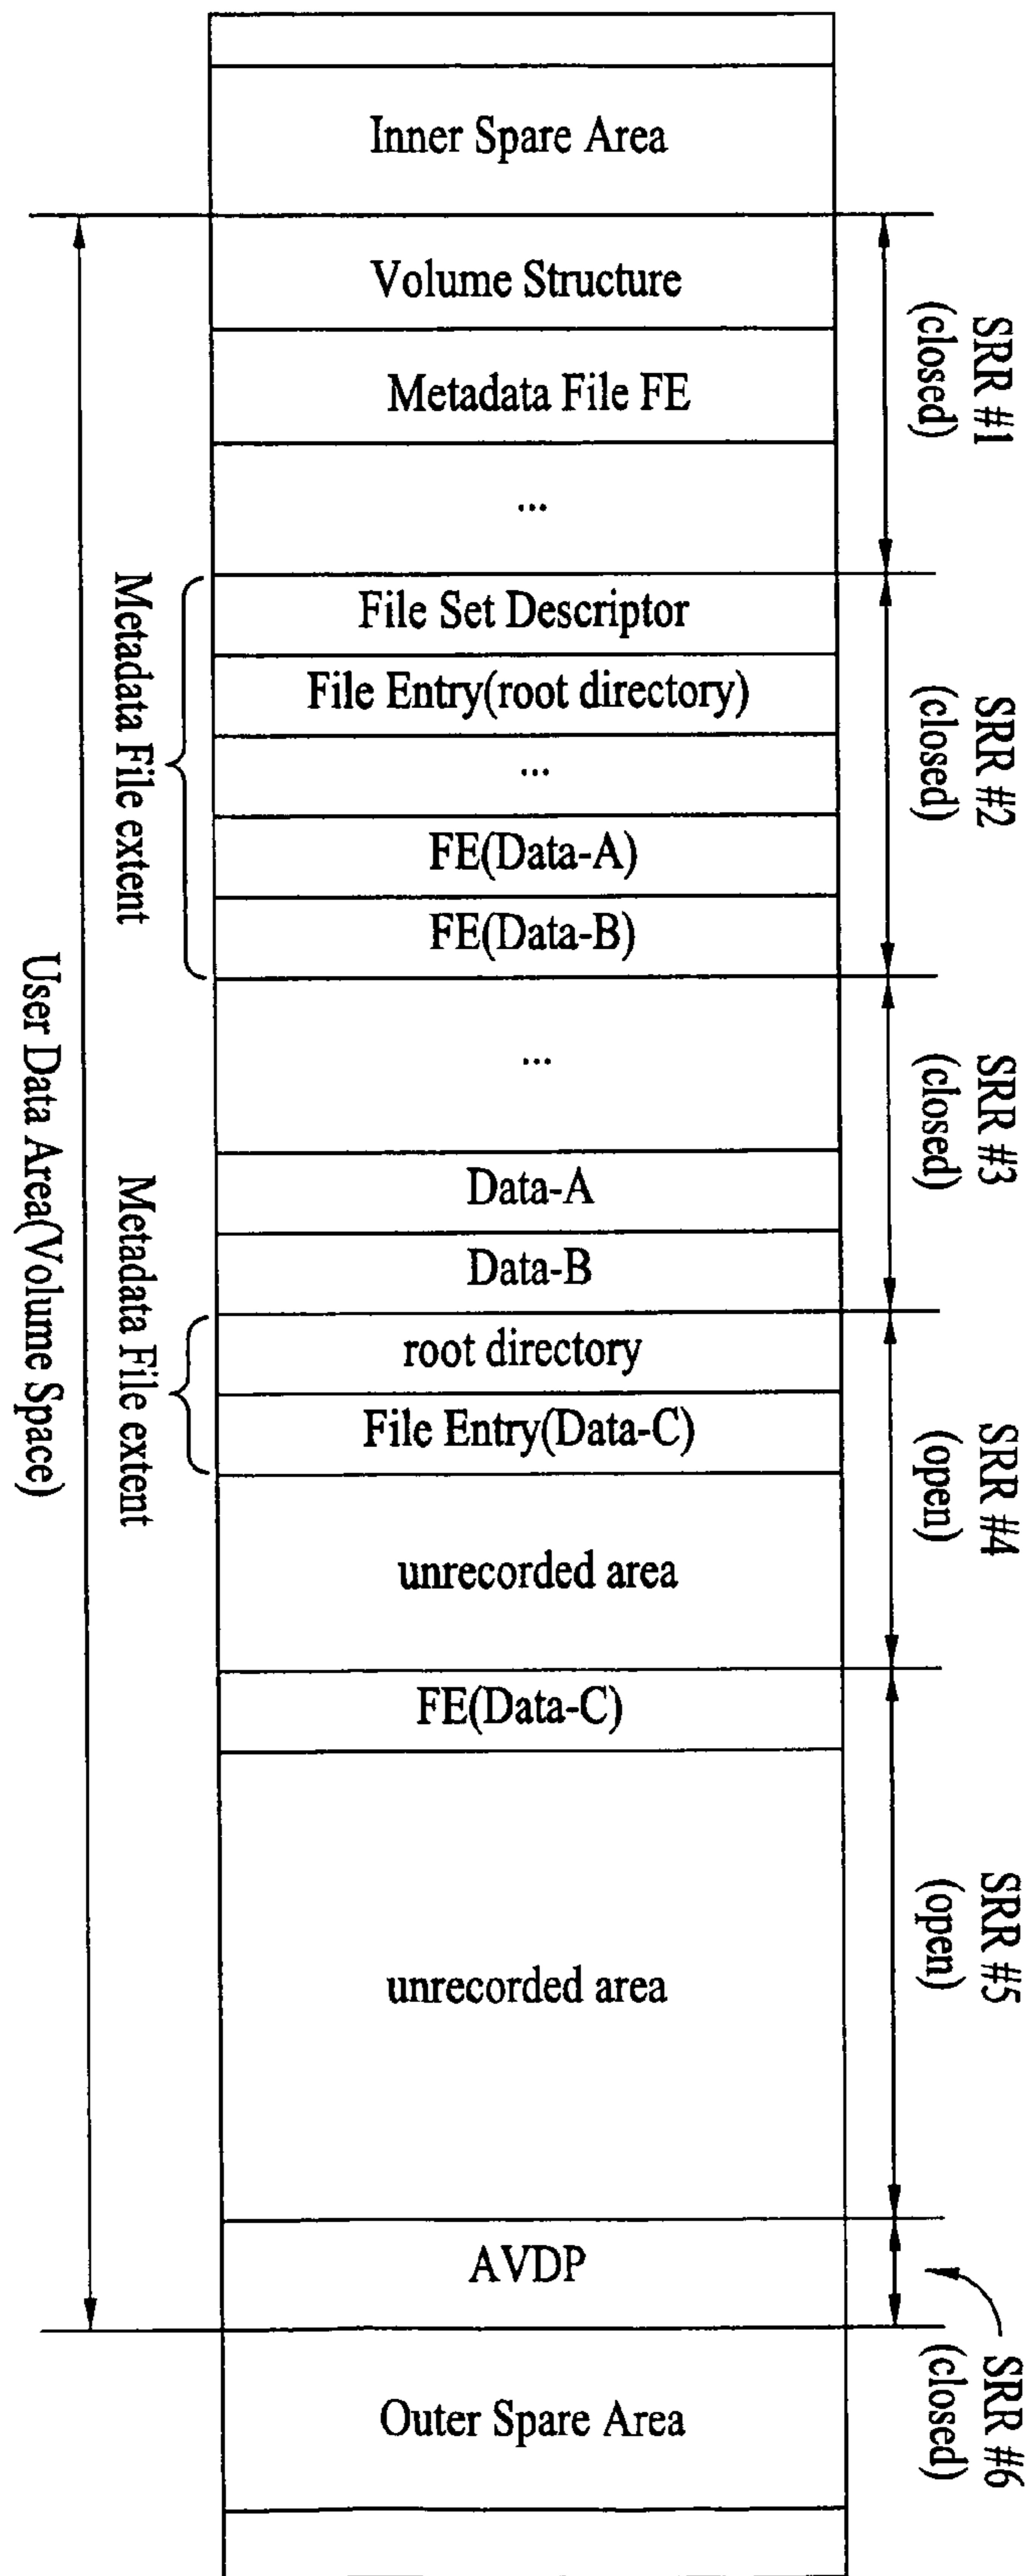 Inner Spare Area
Volume Structure
Metadata File FE
...
File Set Descriptor
File Entry(root directory)
...
FE(Data-A)
FE(Data-B)
...
Data-A
Data-B
root directory
File Entry(Data-C)
unrecorded area
FE(Data-C)
unrecorded area
AVDP
Outer Spare Area
SRR #1
(closed)
SRR #2
(closed)
SRR #3
(closed)
SRR #4
(open)
SRR #5
(open)
SRR #6
(closed)
Metadata File extent
Metadata File extent
User Data Area(Volume Space)